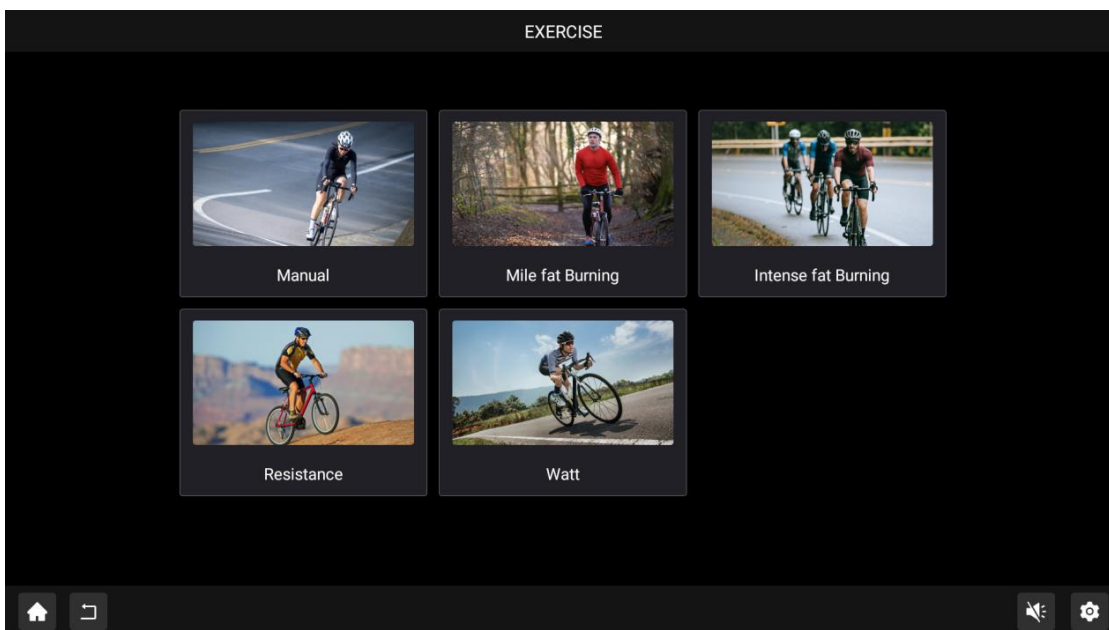 EXERCISE
Manual
Mile fat Burning
Intense fat Burning
Resistance
Watt